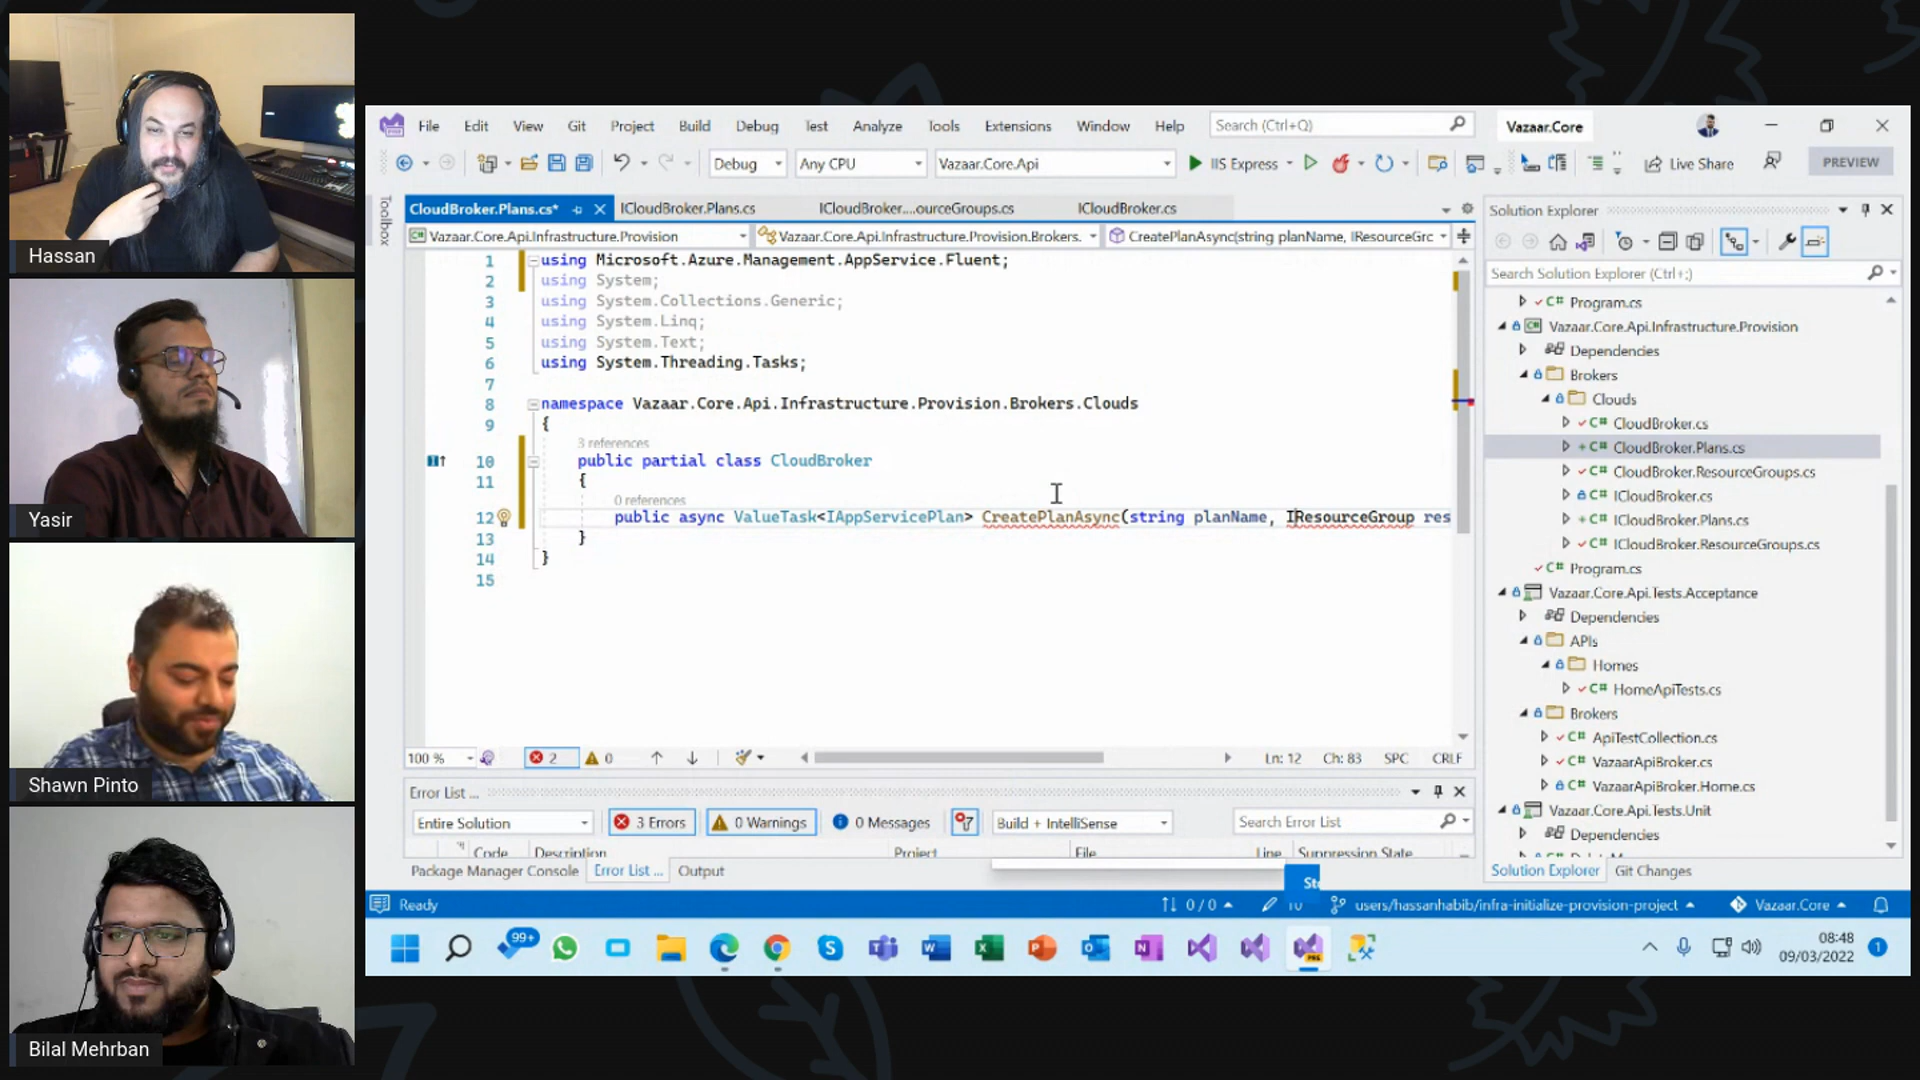 Hassan
Yasir
Shawn Pinto
Bilal Mehrban
File Edit View Git Project Build Debug Test Analyze Tools Extensions Window Help Search (Ctrl+Q) Vazaar.Core
Debug Any CPU Vazaar.Core.Api IIS Express Live Share PREVIEW
Toolbox
CloudBroker.Plans.cs* ICloudBroker.Plans.cs ICloudBroker....ourceGroups.cs ICloudBroker.cs
Vazaar.Core.Api.Infrastructure.Provision Vazaar.Core.Api.Infrastructure.Provision.Brokers. CreatePlanAsync(string planName, IResourceGrc
1 using Microsoft.Azure.Management.AppService.Fluent;
2 using System;
3 using System.Collections.Generic;
4 using System.Linq;
5 using System.Text;
6 using System.Threading.Tasks;
7
8 namespace Vazaar.Core.Api.Infrastructure.Provision.Brokers.Clouds
9 {
3 references
10 public partial class CloudBroker
11 {
0 references
12 public async ValueTask<IAppServicePlan> CreatePlanAsync(string planName, IResourceGroup res
13 }
14 }
15
100 % 2 0 Ln: 12 Ch: 83 SPC CRLF
Error List ...
Entire Solution 3 Errors 0 Warnings 0 Messages Build + IntelliSense Search Error List
Code Description Project File Line Suppression State
Package Manager Console Error List ... Output
Solution Explorer
Search Solution Explorer (Ctrl+;)
C# Program.cs
C# Vazaar.Core.Api.Infrastructure.Provision
Dependencies
Brokers
Clouds
C# CloudBroker.cs
C# CloudBroker.Plans.cs
C# CloudBroker.ResourceGroups.cs
C# ICloudBroker.cs
C# ICloudBroker.Plans.cs
C# ICloudBroker.ResourceGroups.cs
C# Program.cs
Vazaar.Core.Api.Tests.Acceptance
Dependencies
APIs
Homes
C# HomeApiTests.cs
Brokers
C# ApiTestCollection.cs
C# VazaarApiBroker.cs
C# VazaarApiBroker.Home.cs
Vazaar.Core.Api.Tests.Unit
Dependencies
Solution Explorer Git Changes
Ready 0 / 0 10 users/hassanhabib/infra-initialize-provision-project Vazaar.Core
99+
08:48
09/03/2022
1